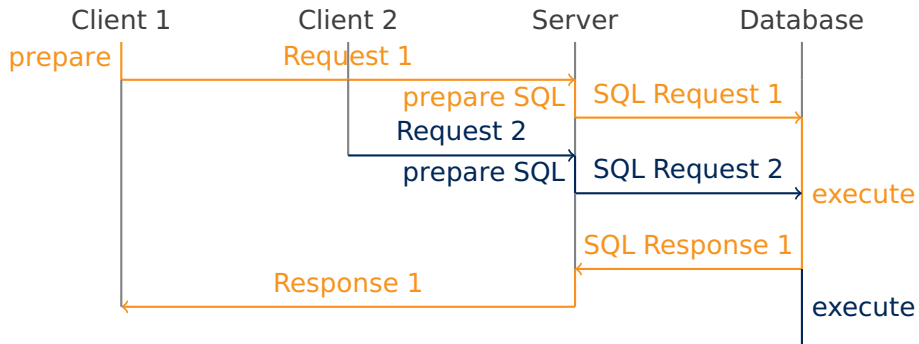 Client 1
Client 2
Server
Database
prepare
Request 1
prepare SQL
SQL Request 1
Request 2
prepare SQL
SQL Request 2
execute
SQL Response 1
Response 1
execute